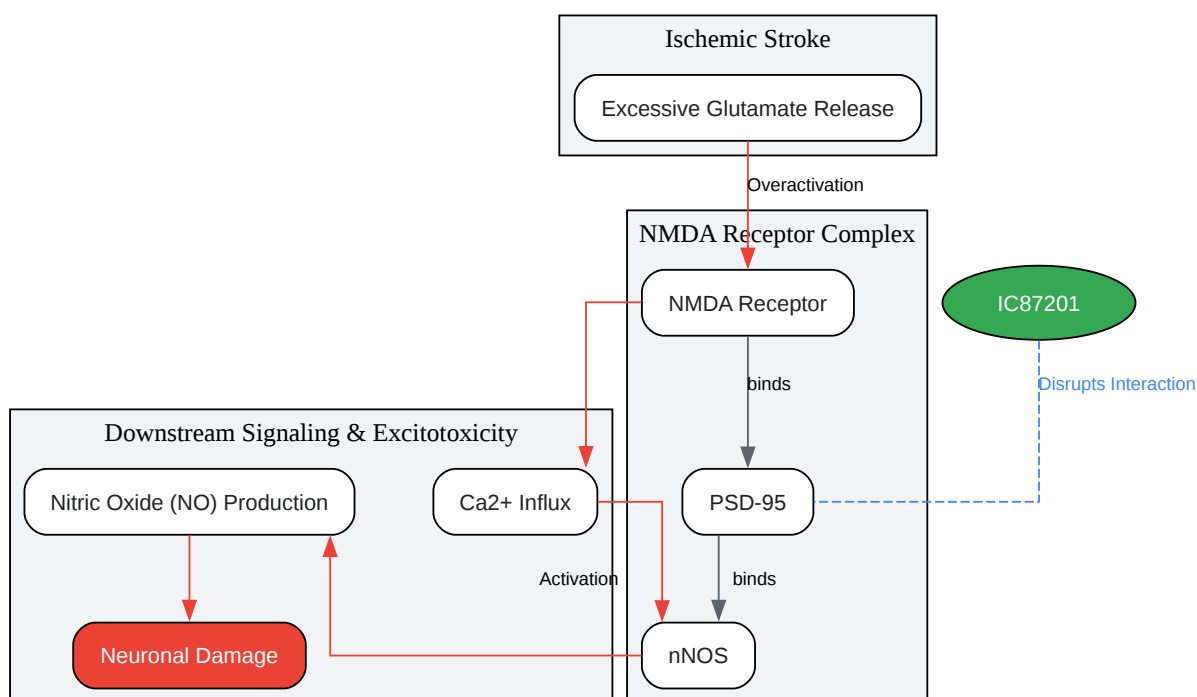 Ischemic Stroke
Excessive Glutamate Release
Overactivation
NMDA Receptor Complex
NMDA Receptor
IC87201
binds
Disrupts Interaction
Downstream Signaling & Excitotoxicity
Nitric Oxide (NO) Production
Ca2+ Influx
PSD-95
Activation
binds
Neuronal Damage
nNOS